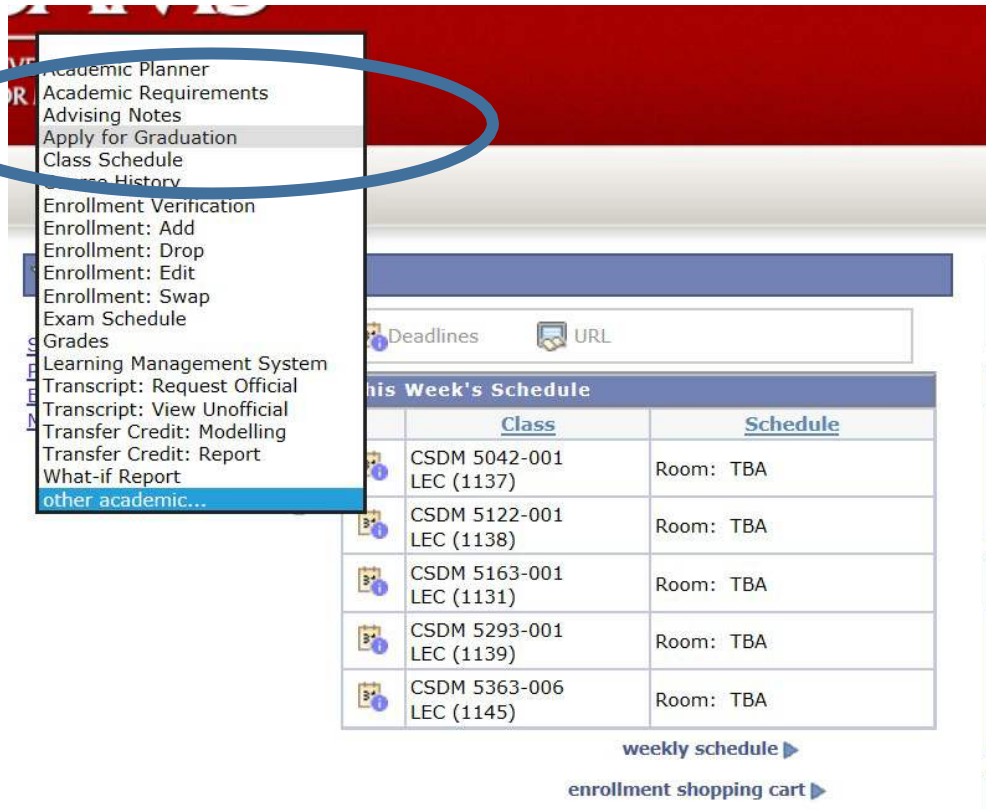 Academic Planner
Academic Requirements
Advising Notes
Apply for Graduation
Class Schedule
Course History
Enrollment Verification
Enrollment: Add
Enrollment: Drop
Enrollment: Edit
Enrollment: Swap
Exam Schedule
Grades
Learning Management System
Transcript: Request Official
Transcript: View Unofficial
Transfer Credit: Modelling
Transfer Credit: Report
What-if Report
other academic...
Deadlines URL
This Week's Schedule
Class Schedule
CSDM 5042-001
LEC (1137) Room: TBA
CSDM 5122-001
LEC (1138) Room: TBA
CSDM 5163-001
LEC (1131) Room: TBA
CSDM 5293-001
LEC (1139) Room: TBA
CSDM 5363-006
LEC (1145) Room: TBA
weekly schedule
enrollment shopping cart